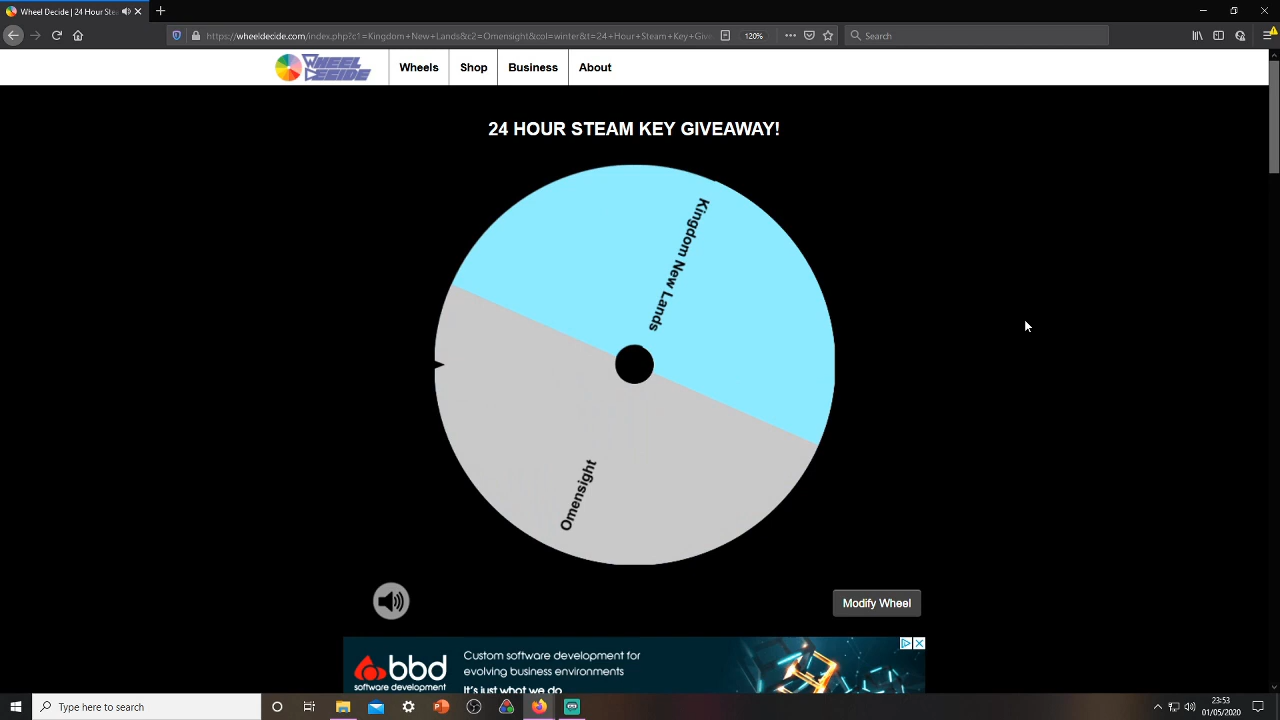 Wheel Decide | 24 Hour Ste
https://wheeldecide.com/index.php?c1=Kingdom+New+Lands&c2=Omensight&col=winter&t=24+Hour+Steam+Key+Give
120%
Search
WHEEL DECIDE
Wheels
Shop
Business
About
24 HOUR STEAM KEY GIVEAWAY!
Kingdom New Lands
Omensight
Modify Wheel
bbd
software development
Custom software development for
evolving business environments
It's just what we do
Type here to search
23:53
01/05/2020